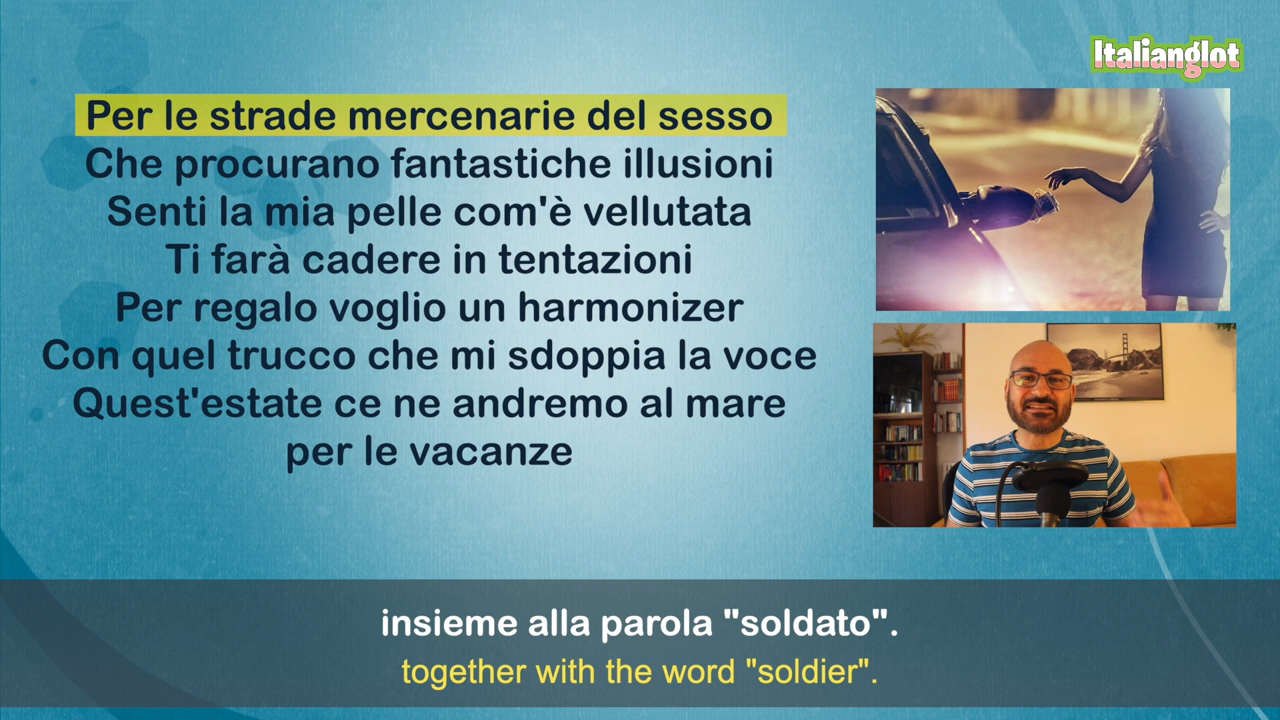 Italianglot
Per le strade mercenarie del sesso
Che procurano fantastiche illusioni
Senti la mia pelle com'è vellutata
Ti farà cadere in tentazioni
Per regalo voglio un harmonizer
Con quel trucco che mi sdoppia la voce
Quest'estate ce ne andremo al mare
per le vacanze
insieme alla parola "soldato".
together with the word "soldier".